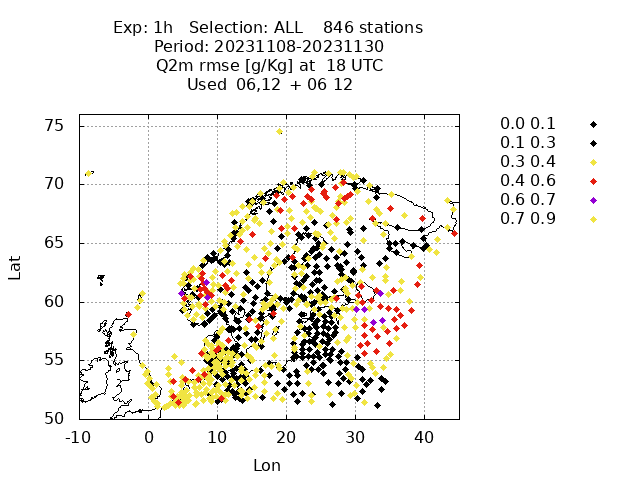 Exp: 1h   Selection: ALL    846 stations
Period: 20231108-20231130
Q2m rmse [g/Kg] at  18 UTC
Used  06,12  + 06 12
75
70
65
60
55
50
Lat
-10 0 10 20 30 40
Lon
0.0 0.1
0.1 0.3
0.3 0.4
0.4 0.6
0.6 0.7
0.7 0.9